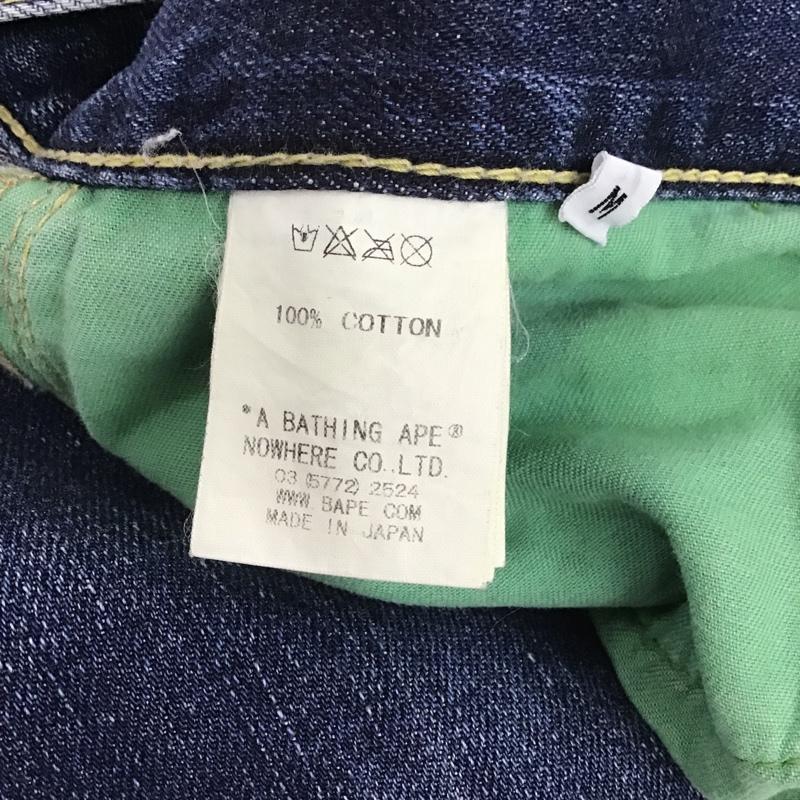 M
100% COTTON
"A BATHING APE®
NOWHERE CO.,LTD.
03 (5772) 2524
WWW.BAPE.COM
MADE IN JAPAN